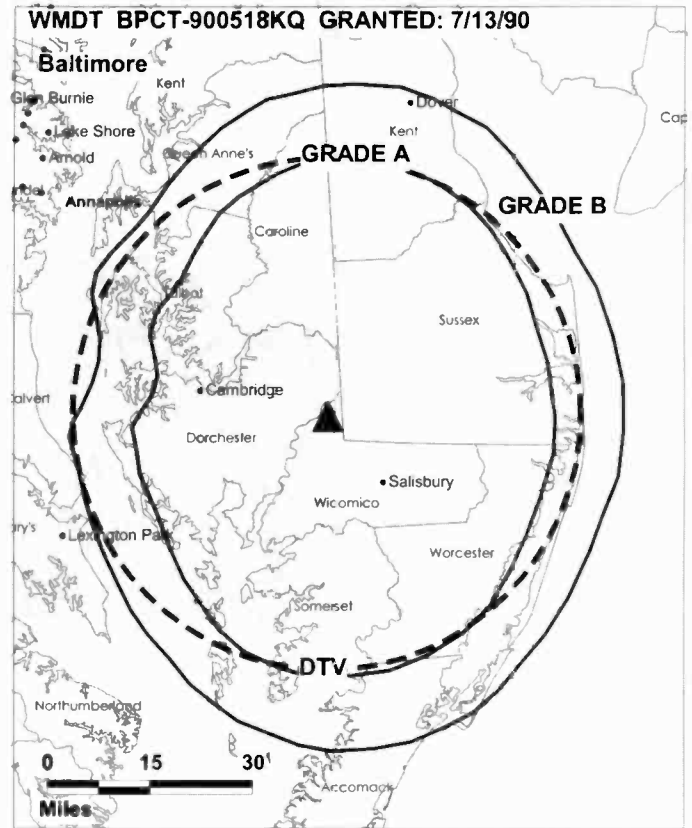 WMDT BPCT-900518KQ GRANTED: 7/13/90
Baltimore
Kent
Glen Burnie
Dover
Cap
Lake Shore
Kent
Arnold
Queen Anne's
GRADE A
Annapolis
GRADE B
Caroline
Talbot
Sussex
Cambridge
Calvert
Dorchester
Salisbury
Wicomico
Lexington Park
Worcester
Somerset
DTV
Northumberland
0 15 30
Accomack
Miles